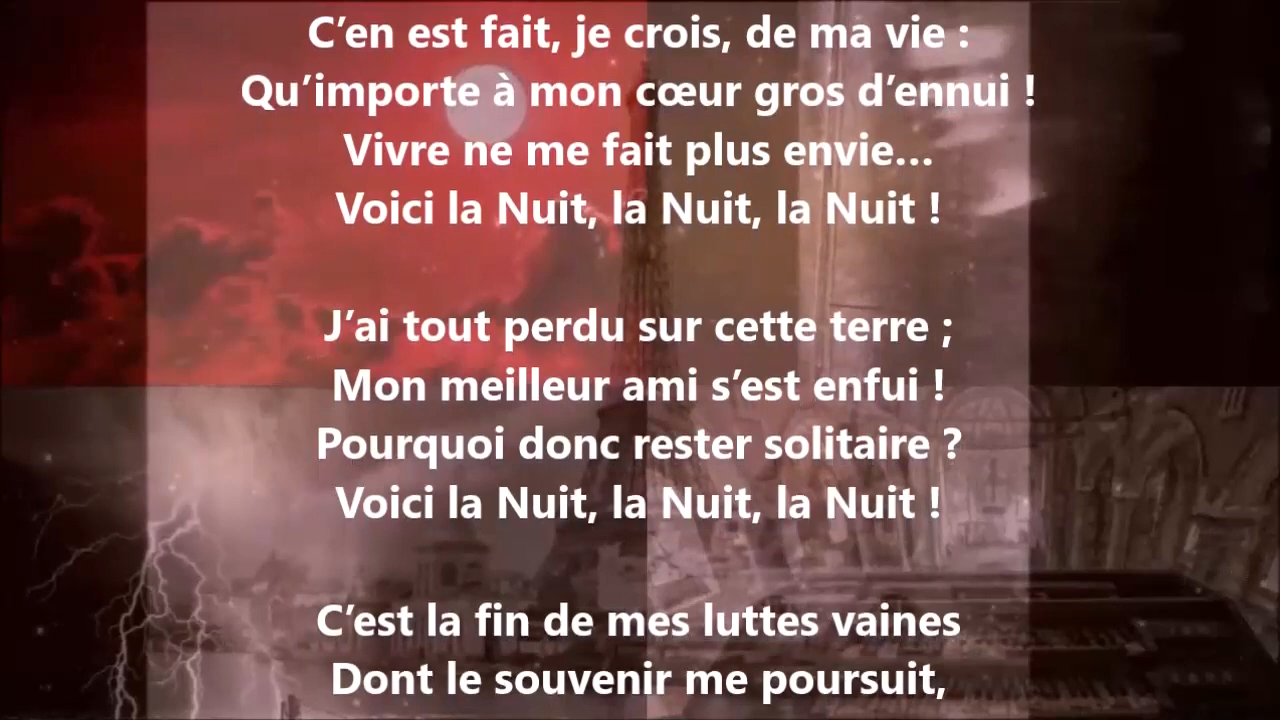 C’en est fait, je crois, de ma vie :
Qu’importe à mon cœur gros d’ennui !
Vivre ne me fait plus envie…
Voici la Nuit, la Nuit, la Nuit !
J’ai tout perdu sur cette terre ;
Mon meilleur ami s’est enfui !
Pourquoi donc rester solitaire ?
Voici la Nuit, la Nuit, la Nuit !
C’est la fin de mes luttes vaines
Dont le souvenir me poursuit,